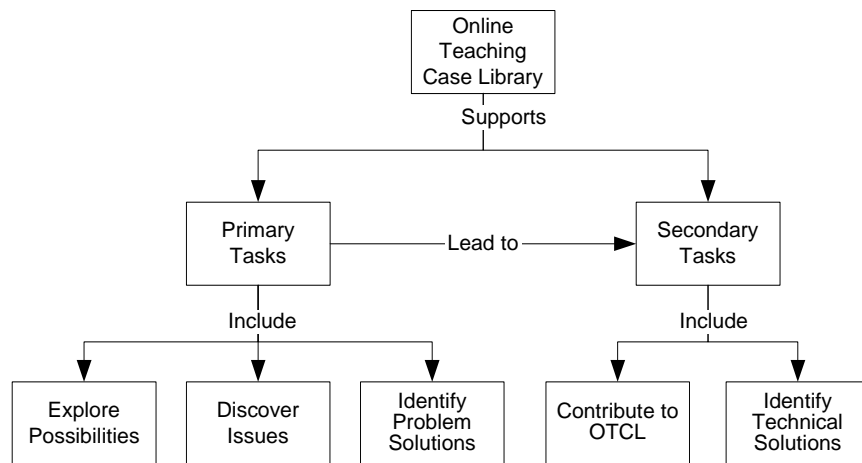 Online
Teaching
Case Library
Supports
Primary
Tasks
Lead to
Secondary
Tasks
Include
Include
Explore
Possibilities
Discover
Issues
Identify
Problem
Solutions
Contribute to
OTCL
Identify
Technical
Solutions